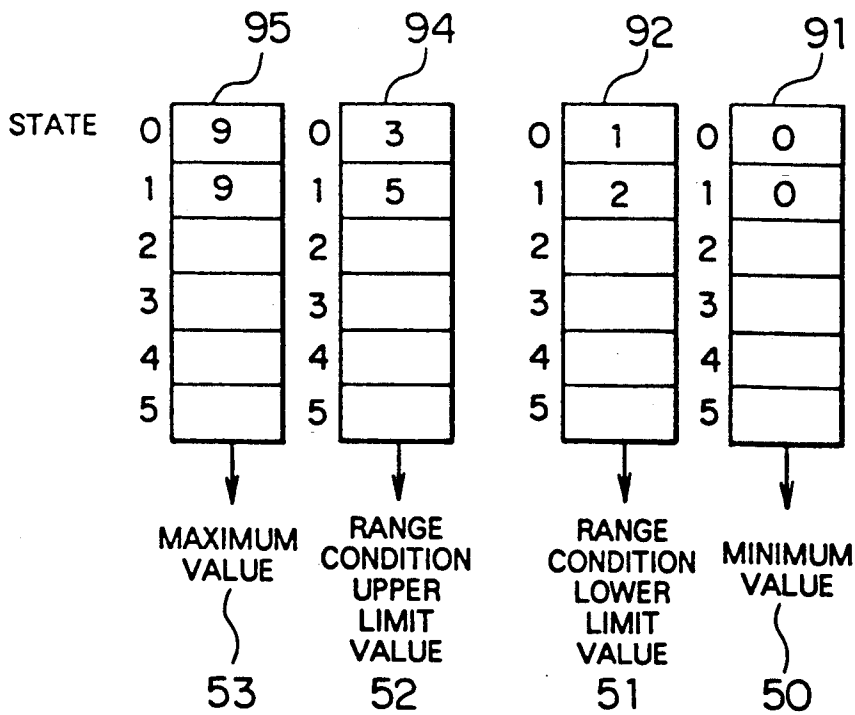 95 94 92 91
STATE 0 9 0 3 0 1 0 0
1 9 1 5 1 2 1 0
2 2 2 2
3 3 3 3
4 4 4 4
5 5 5 5
MAXIMUM
VALUE
53
RANGE
CONDITION
UPPER
LIMIT
VALUE
52
RANGE
CONDITION
LOWER
LIMIT
VALUE
51
MINIMUM
VALUE
50